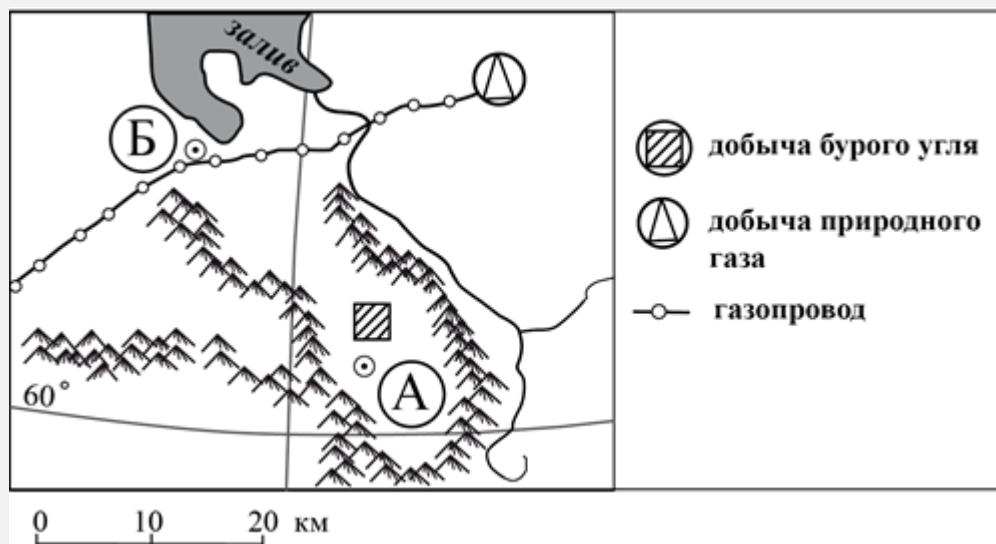 залив
Б
А
60°
0 10 20 км
добыча бурого угля
добыча природного
газа
газопровод